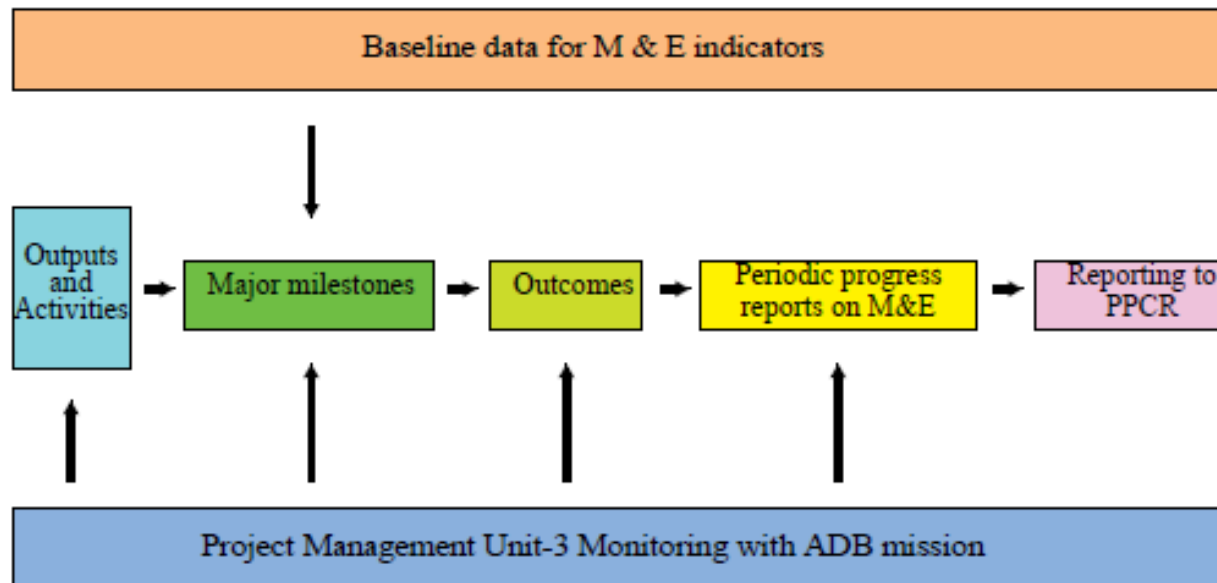 Baseline data for M & E indicators
Outputs
and
Activities
Major milestones
Outcomes
Periodic progress
reports on M&E
Reporting to
PPCR
Project Management Unit-3 Monitoring with ADB mission